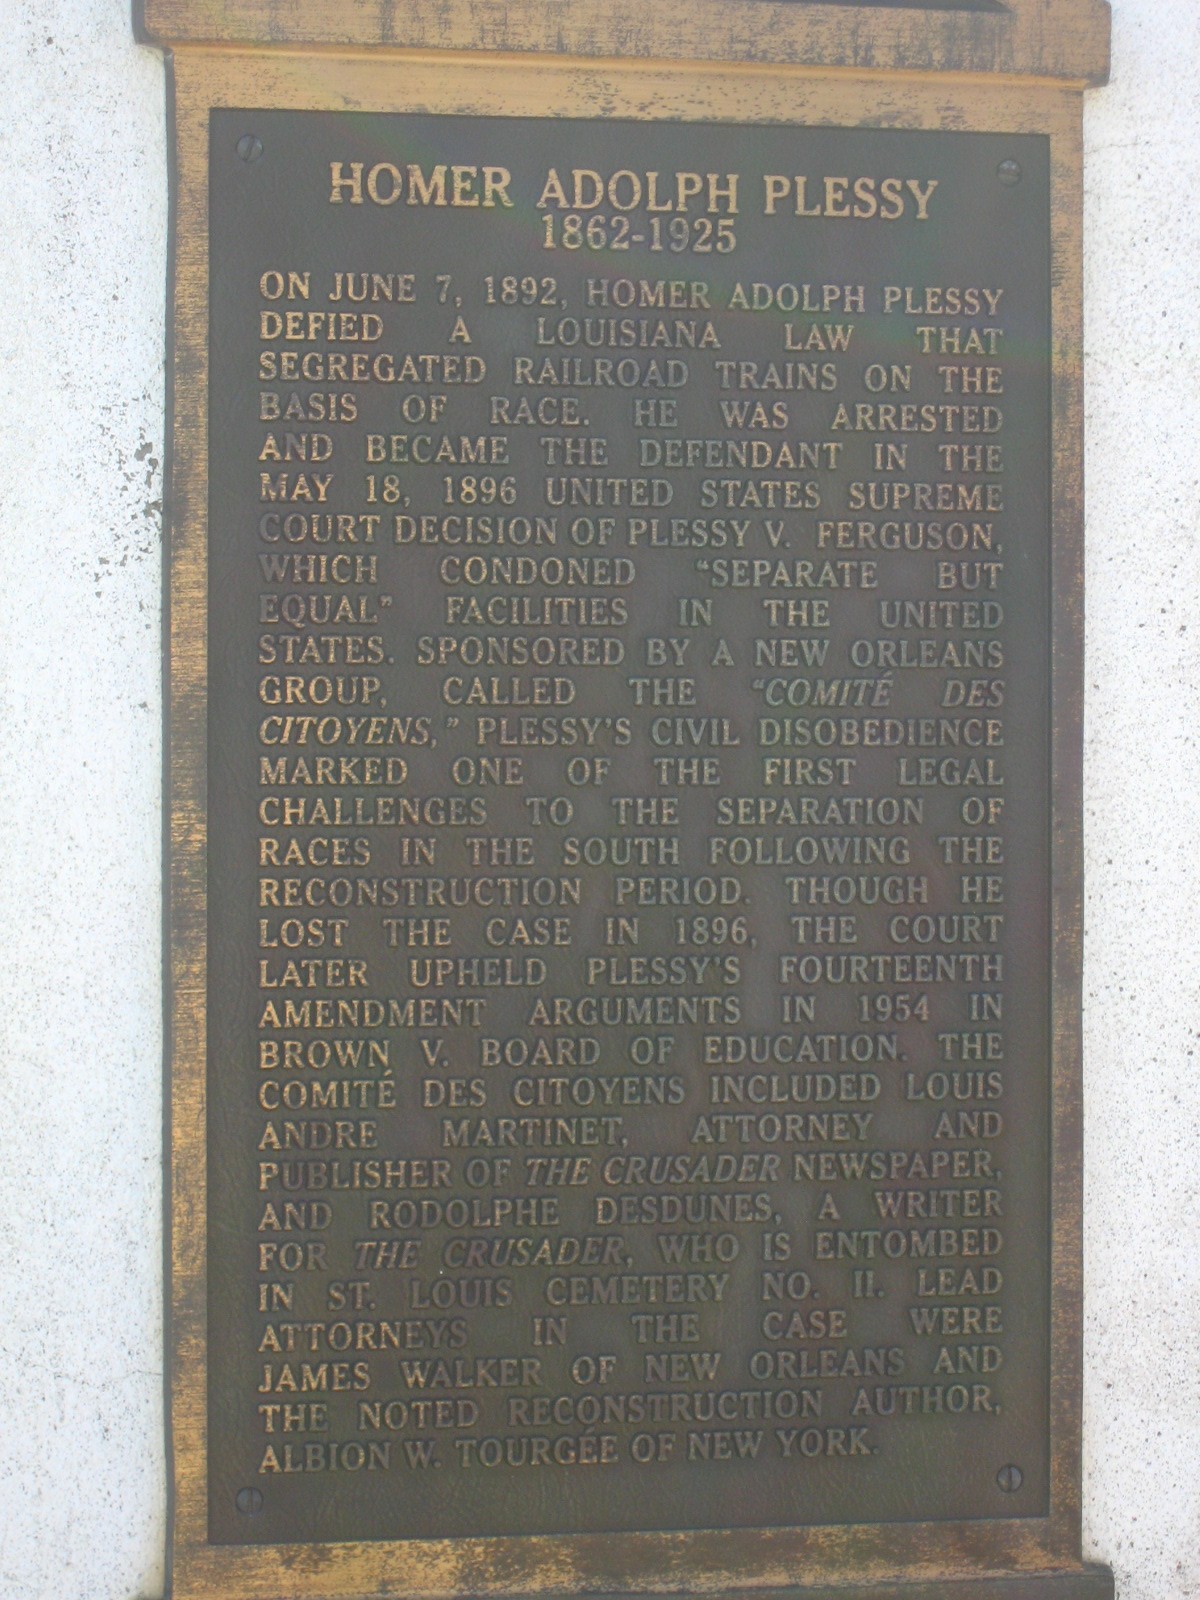 HOMER ADOLPH PLESSY
1862-1925
ON JUNE 7, 1892, HOMER ADOLPH PLESSY
DEFIED A LOUISIANA LAW THAT
SEGREGATED RAILROAD TRAINS ON THE
BASIS OF RACE. HE WAS ARRESTED
AND BECAME THE DEFENDANT IN THE
MAY 18, 1896 UNITED STATES SUPREME
COURT DECISION OF PLESSY V. FERGUSON,
WHICH CONDONED “SEPARATE BUT
EQUAL” FACILITIES IN THE UNITED
STATES. SPONSORED BY A NEW ORLEANS
GROUP, CALLED THE “COMITÉ DES
CITOYENS,” PLESSY'S CIVIL DISOBEDIENCE
MARKED ONE OF THE FIRST LEGAL
CHALLENGES TO THE SEPARATION OF
RACES IN THE SOUTH FOLLOWING THE
RECONSTRUCTION PERIOD. THOUGH HE
LOST THE CASE IN 1896, THE COURT
LATER UPHELD PLESSY'S FOURTEENTH
AMENDMENT ARGUMENTS IN 1954 IN
BROWN V. BOARD OF EDUCATION. THE
COMITÉ DES CITOYENS INCLUDED LOUIS
ANDRE MARTINET, ATTORNEY AND
PUBLISHER OF THE CRUSADER NEWSPAPER,
AND RODOLPHE DESDUNES, A WRITER
FOR THE CRUSADER, WHO IS ENTOMBED
IN ST. LOUIS CEMETERY NO. II. LEAD
ATTORNEYS IN THE CASE WERE
JAMES WALKER OF NEW ORLEANS AND
THE NOTED RECONSTRUCTION AUTHOR,
ALBION W. TOURGÉE OF NEW YORK.